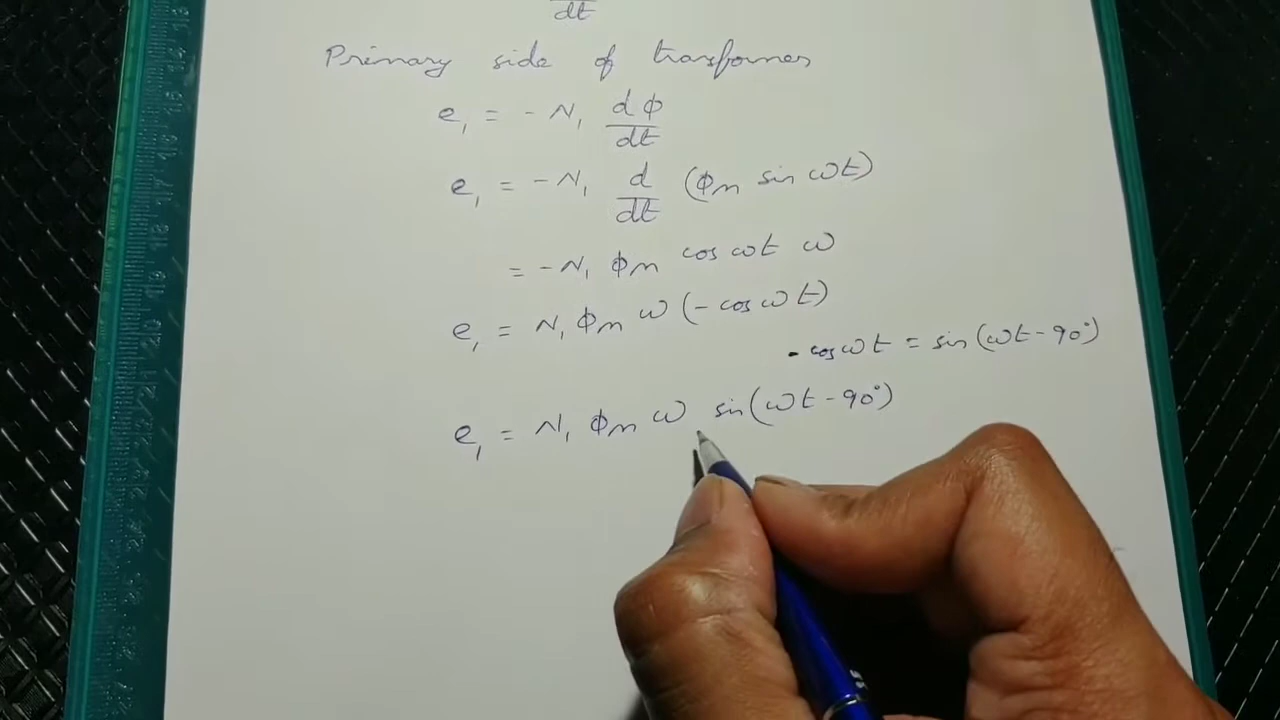 dt
Primary side of trasformer
e₁ = - N₁ dφ/dt
e₁ = - N₁ d/dt (φm sin ωt)
= - N₁ φm cos ωt ω
e₁ = N₁ φm ω (- cos ωt)
- cos ωt = sin (ωt - 90°)
e₁ = N₁ φm ω sin (ωt - 90°)